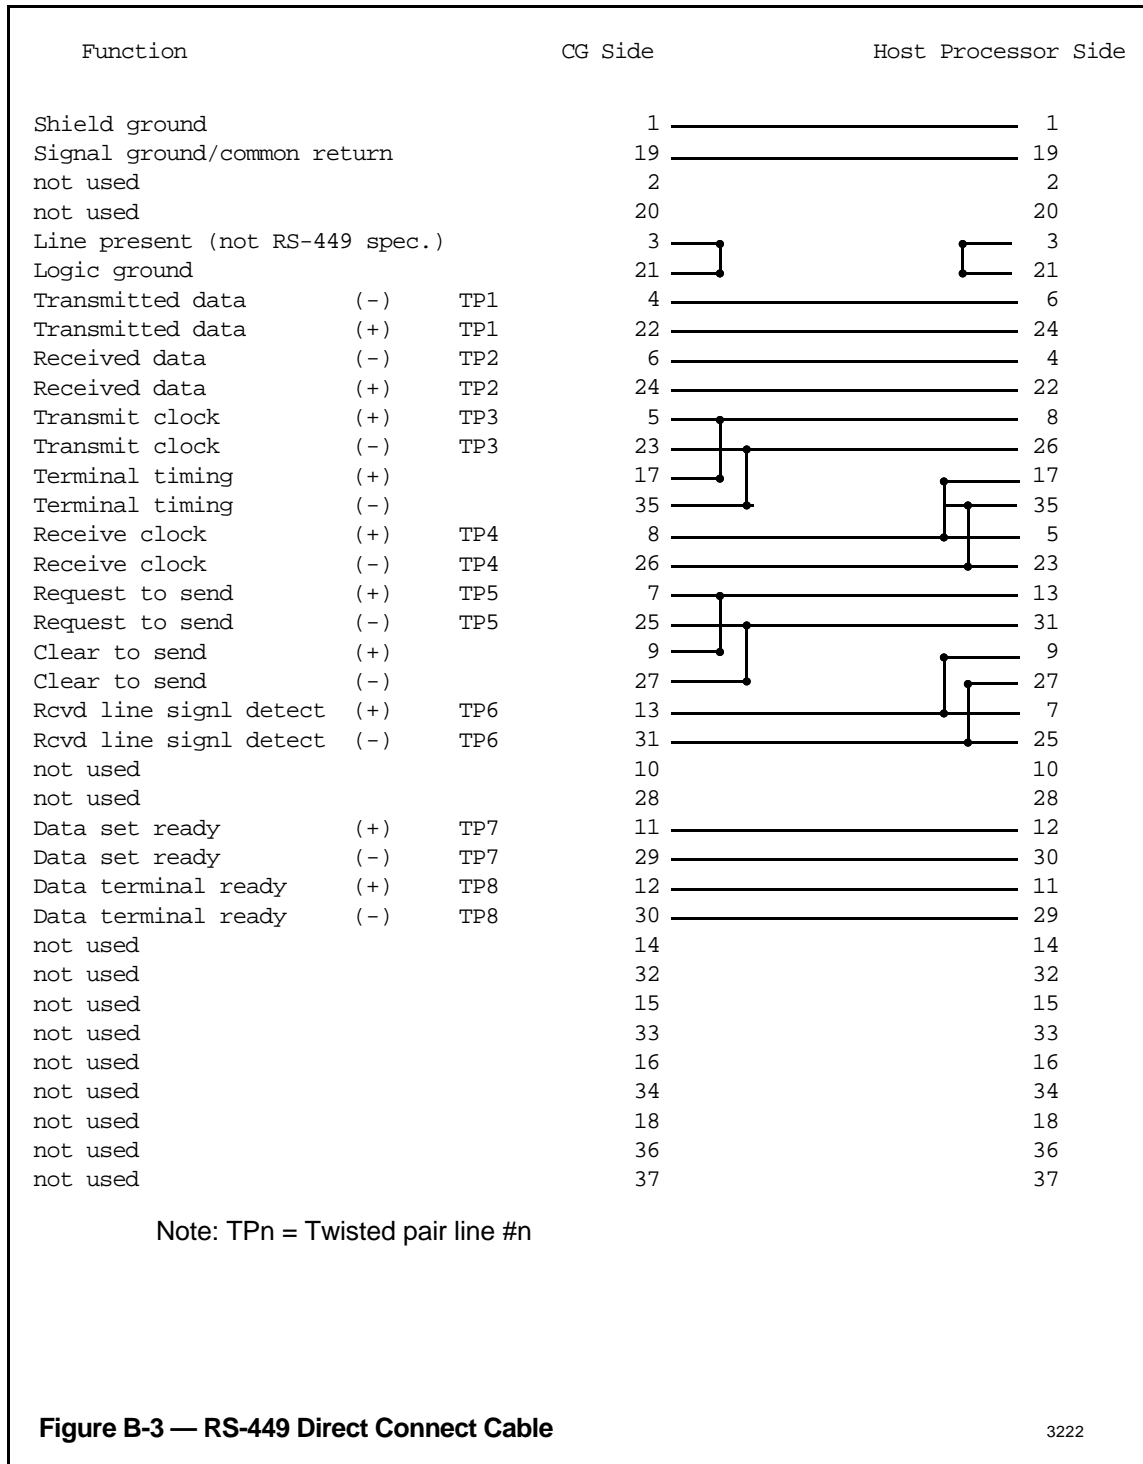 Function CG Side Host Processor Side
Shield ground 1 1
Signal ground/common return 19 19
not used 2 2
not used 20 20
Line present (not RS-449 spec.) 3 3
Logic ground 21 21
Transmitted data (-) TP1 4 6
Transmitted data (+) TP1 22 24
Received data (-) TP2 6 4
Received data (+) TP2 24 22
Transmit clock (+) TP3 5 8
Transmit clock (-) TP3 23 26
Terminal timing (+) 17 17
Terminal timing (-) 35 35
Receive clock (+) TP4 8 5
Receive clock (-) TP4 26 23
Request to send (+) TP5 7 13
Request to send (-) TP5 25 31
Clear to send (+) 9 9
Clear to send (-) 27 27
Rcvd line signl detect (+) TP6 13 7
Rcvd line signl detect (-) TP6 31 25
not used 10 10
not used 28 28
Data set ready (+) TP7 11 12
Data set ready (-) TP7 29 30
Data terminal ready (+) TP8 12 11
Data terminal ready (-) TP8 30 29
not used 14 14
not used 32 32
not used 15 15
not used 33 33
not used 16 16
not used 34 34
not used 18 18
not used 36 36
not used 37 37
Note: TPn = Twisted pair line #n
Figure B-3 — RS-449 Direct Connect Cable 3222